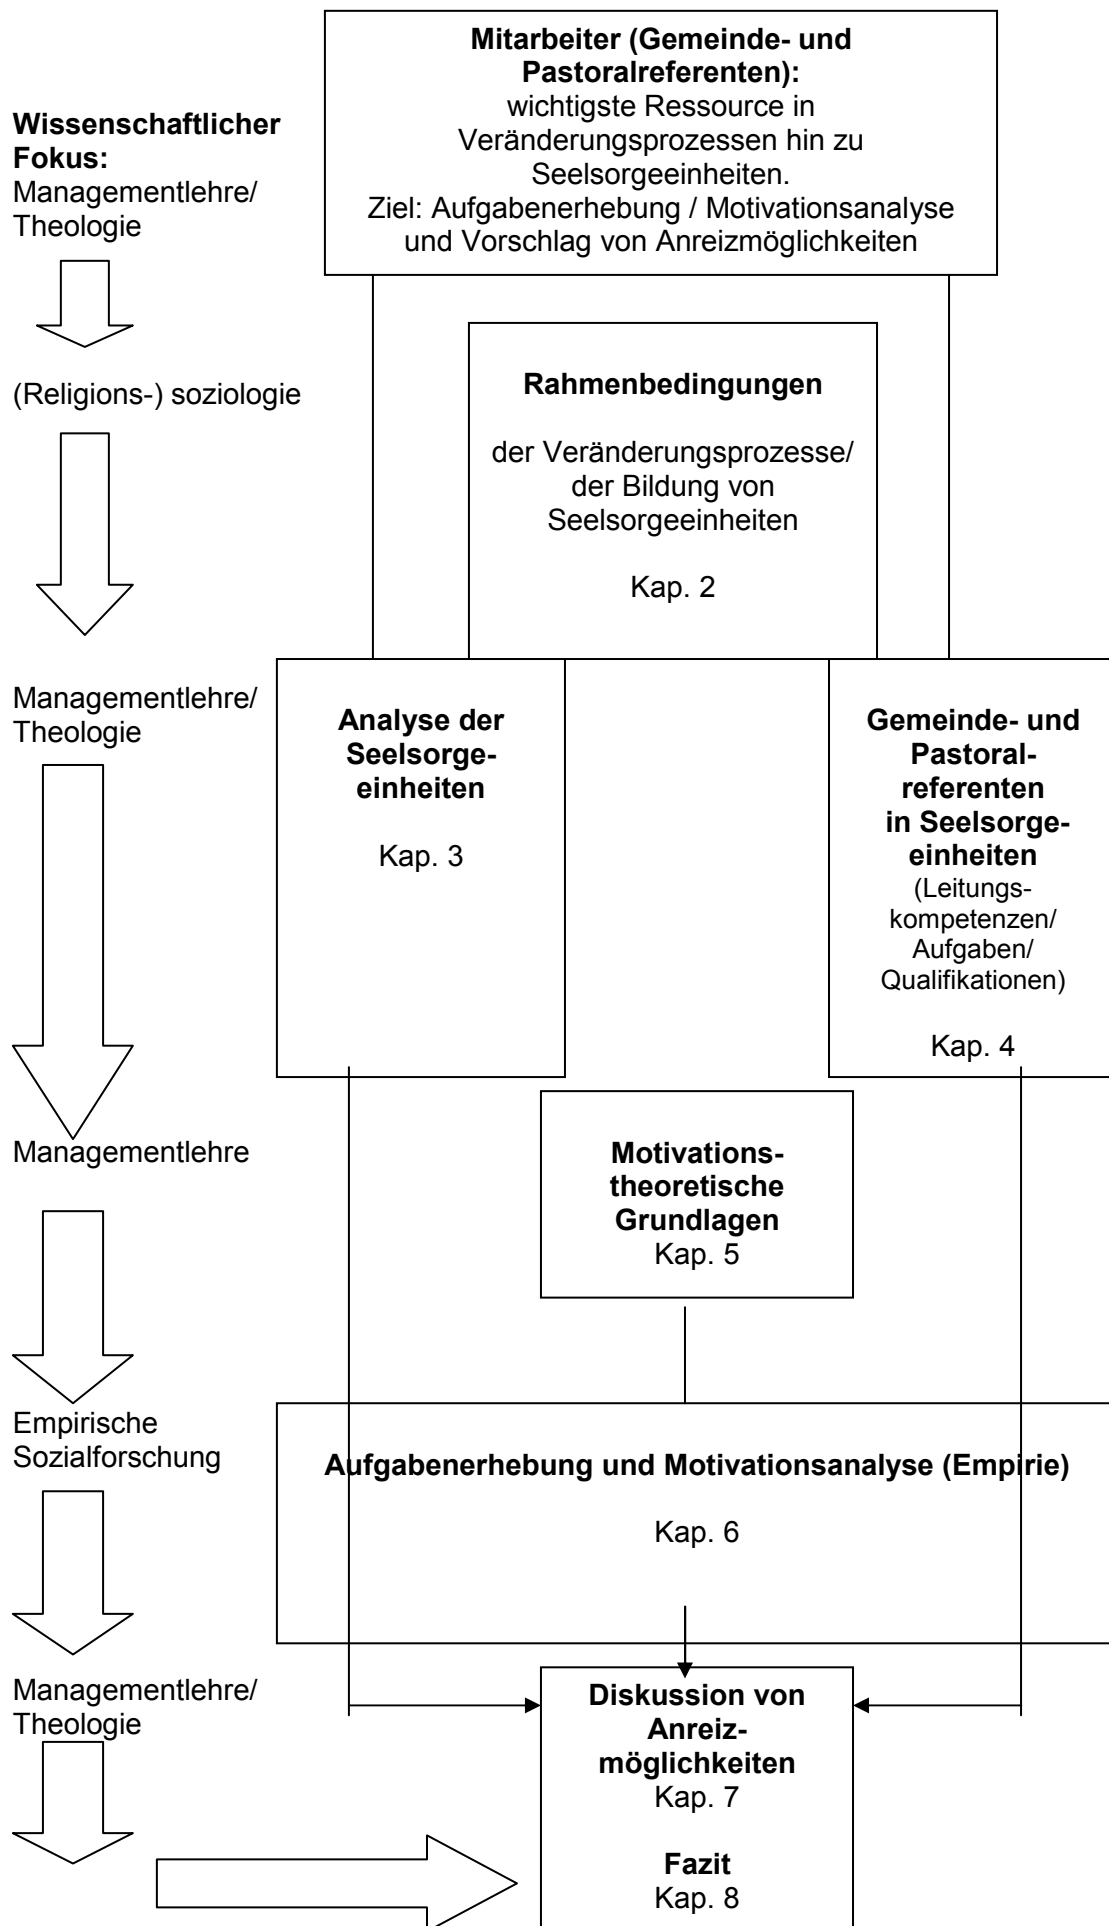 Mitarbeiter (Gemeinde- und
Pastoralreferenten):
wichtigste Ressource in
Veränderungsprozessen hin zu
Seelsorgeeinheiten.
Ziel: Aufgabenerhebung / Motivationsanalyse
und Vorschlag von Anreizmöglichkeiten
Wissenschaftlicher
Fokus:
Managementlehre/
Theologie
(Religions-) soziologie
Rahmenbedingungen
der Veränderungsprozesse/
der Bildung von
Seelsorgeeinheiten
Kap. 2
Managementlehre/
Theologie
Analyse der
Seelsorge-
einheiten
Kap. 3
Gemeinde- und
Pastoral-
referenten
in Seelsorge-
einheiten
(Leitungs-
kompetenzen/
Aufgaben/
Qualifikationen)
Kap. 4
Managementlehre
Motivations-
theoretische
Grundlagen
Kap. 5
Empirische
Sozialforschung
Aufgabenerhebung und Motivationsanalyse (Empirie)
Kap. 6
Managementlehre/
Theologie
Diskussion von
Anreiz-
möglichkeiten
Kap. 7
Fazit
Kap. 8